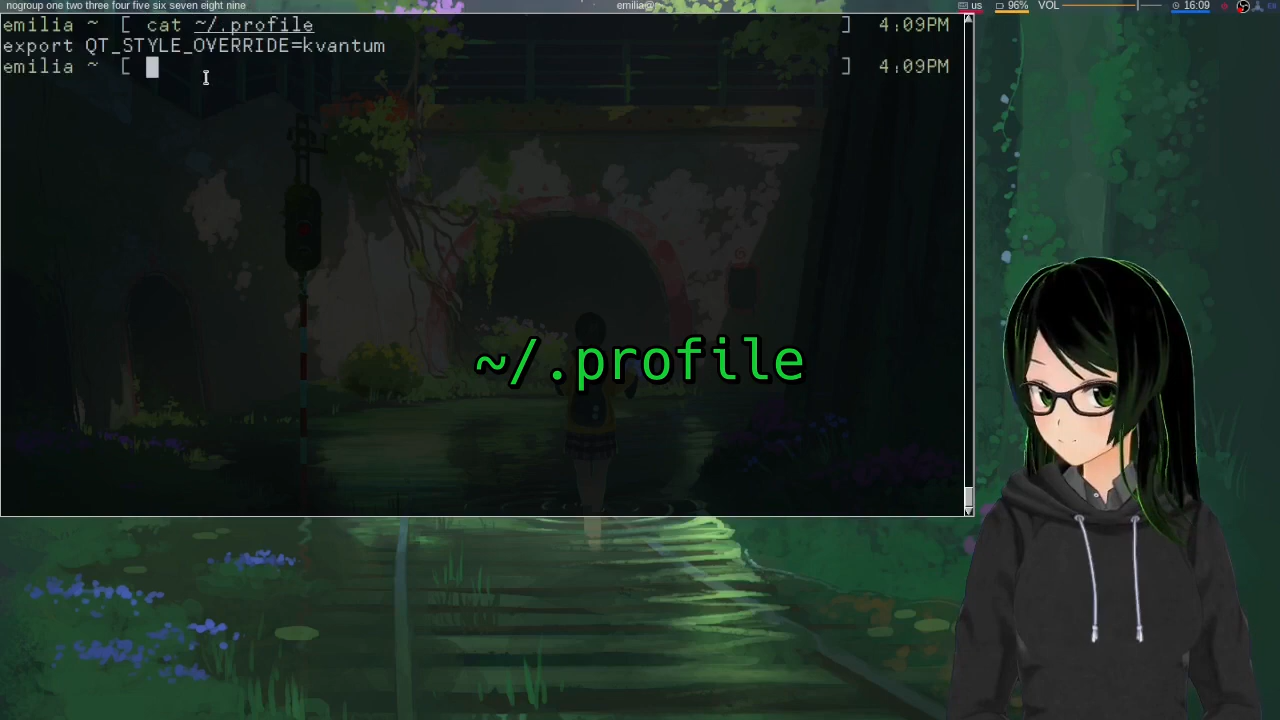 nogroup one two three four five six seven eight nine
emilia@
us
96%
VOL
16:09
emilia ~ [ cat ~/.profile ] 4:09PM
export QT_STYLE_OVERRIDE=kvantum
emilia ~ [ ] 4:09PM
~/.profile